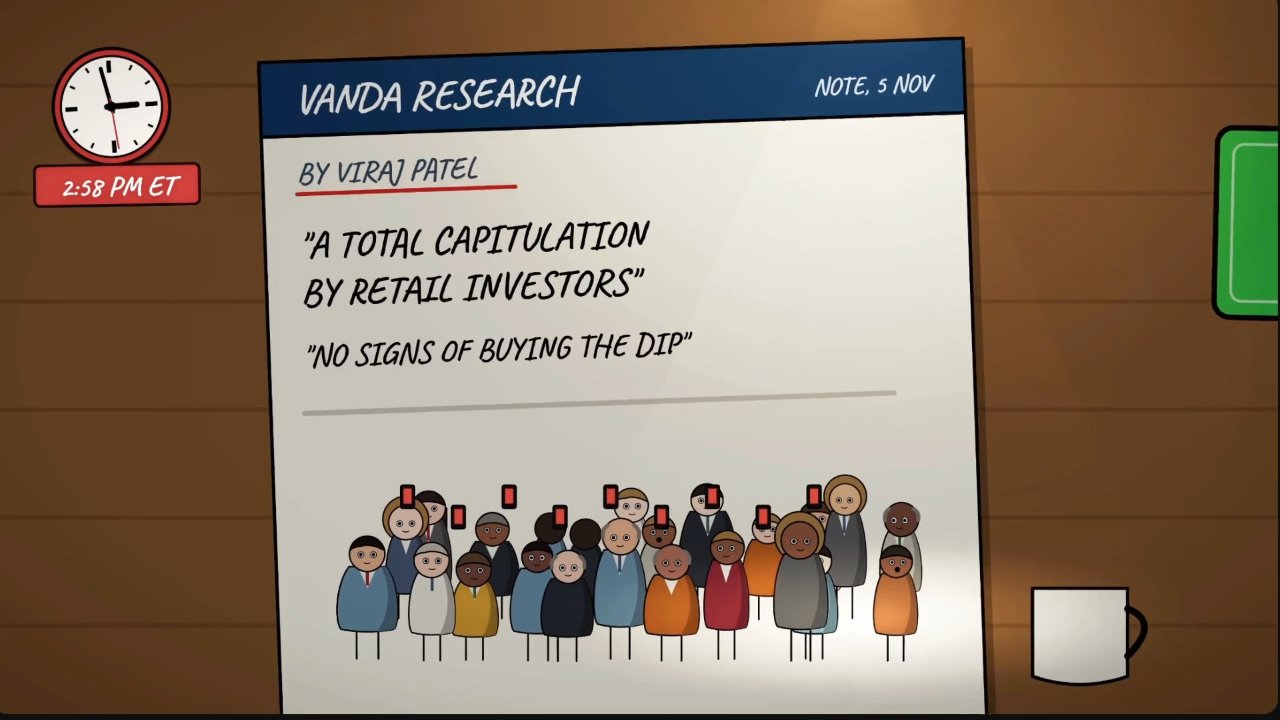 2:58 PM ET
VANDA RESEARCH
NOTE, 5 NOV
BY VIRAJ PATEL
"A TOTAL CAPITULATION
BY RETAIL INVESTORS"
"NO SIGNS OF BUYING THE DIP"